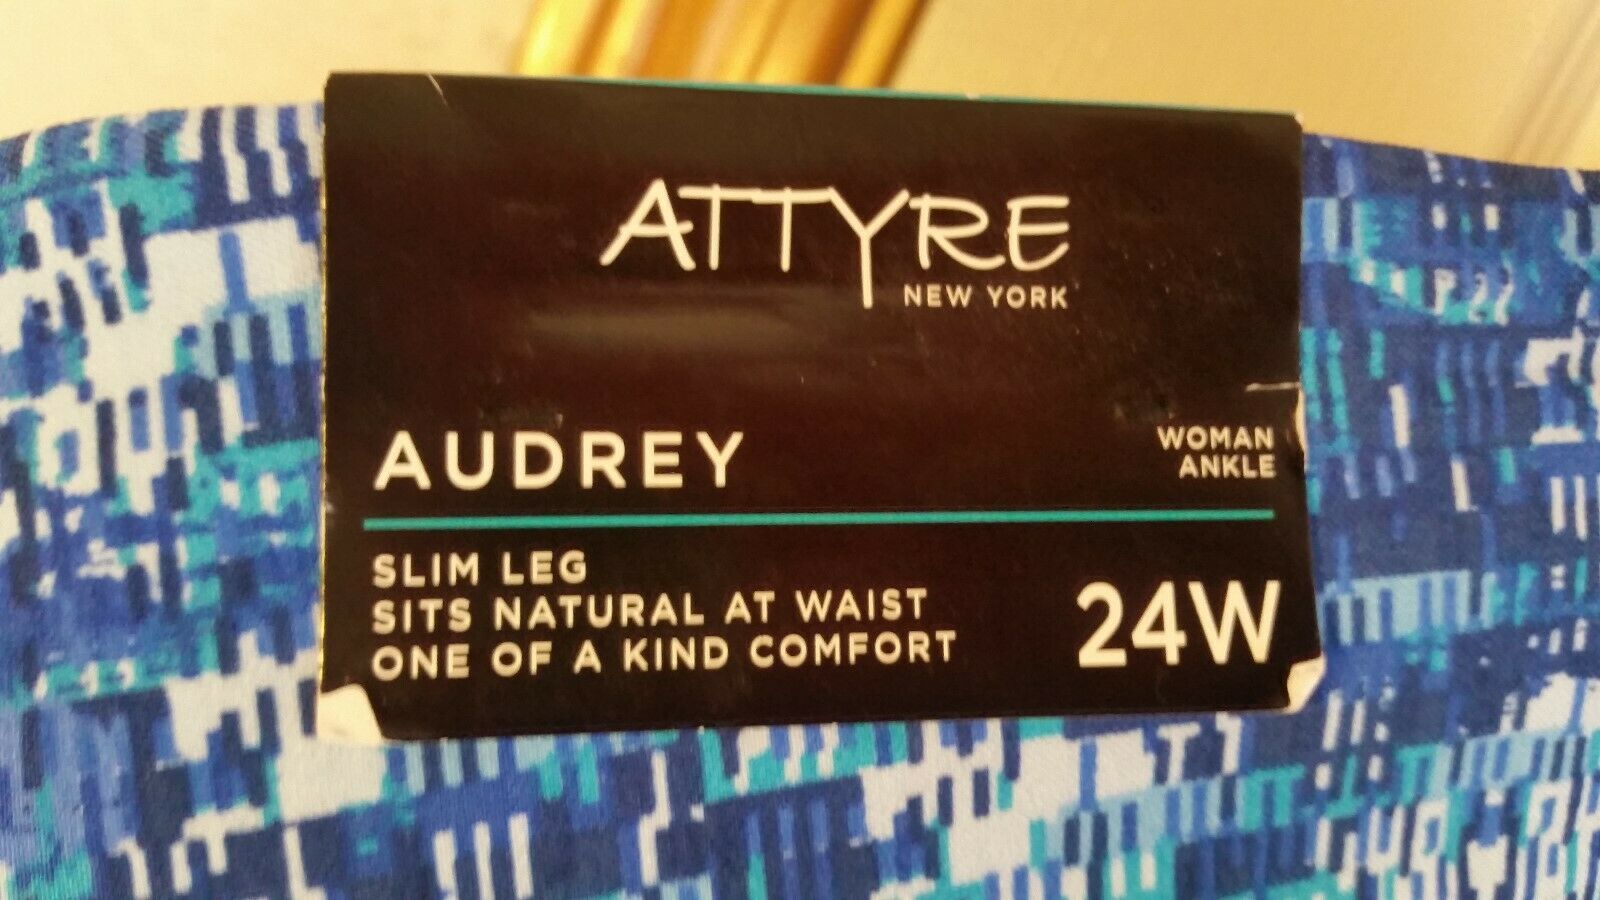 ATTYRE
NEW YORK
AUDREY
WOMAN
ANKLE
SLIM LEG
SITS NATURAL AT WAIST
ONE OF A KIND COMFORT
24W